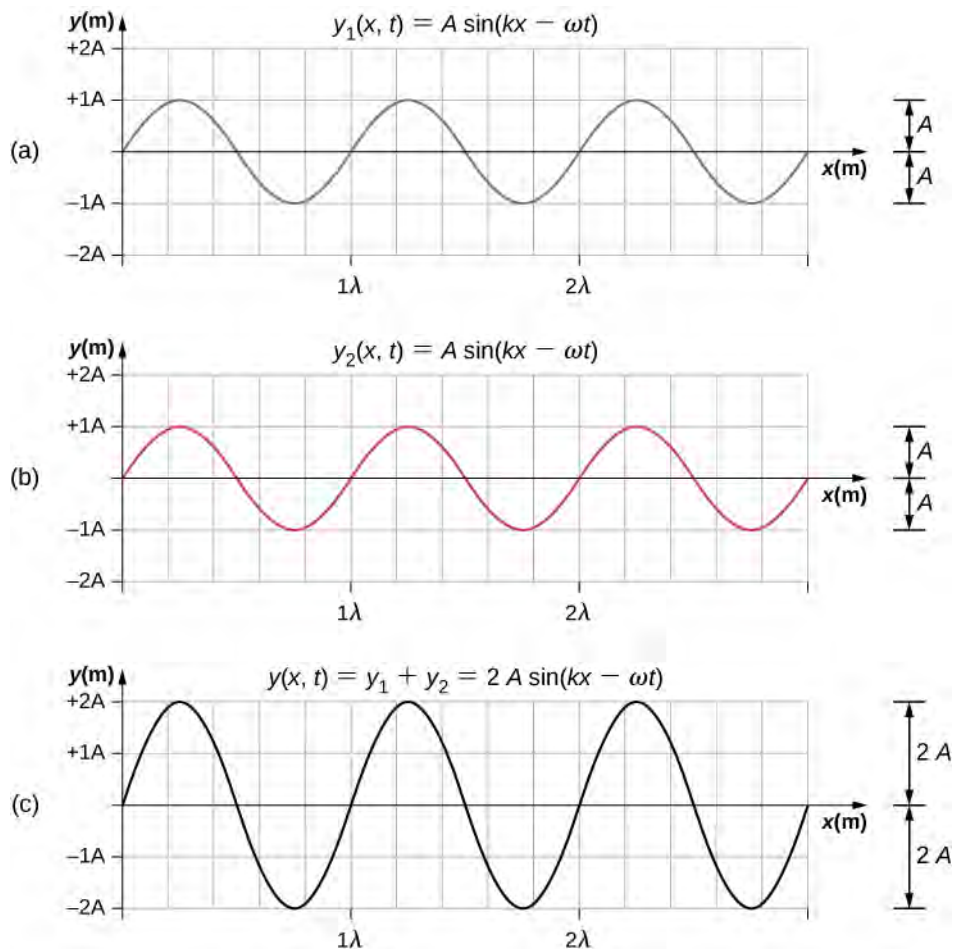 y(m)
y₁(x, t) = A sin(kx − ωt)
+2A
+1A
A
(a)
x(m)
A
–1A
–2A
1λ 2λ
y(m)
y₂(x, t) = A sin(kx − ωt)
+2A
+1A
A
(b)
x(m)
A
–1A
–2A
1λ 2λ
y(m)
y(x, t) = y₁ + y₂ = 2 A sin(kx − ωt)
+2A
+1A
2 A
(c)
x(m)
–1A
2 A
–2A
1λ 2λ